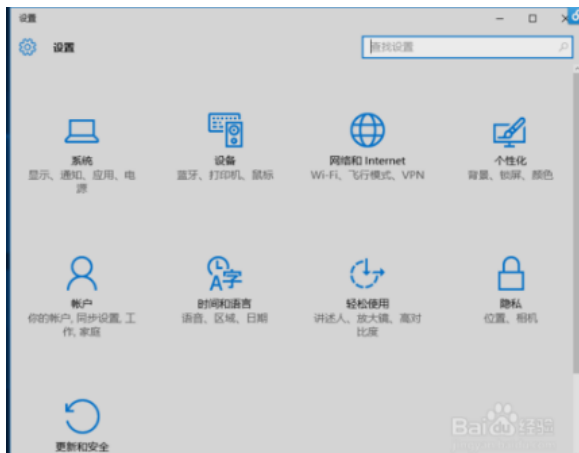 设置
设置
查找设置
系统
显示、通知、应用、电
源
设备
蓝牙、打印机、鼠标
网络和 Internet
Wi-Fi、飞行模式、VPN
个性化
背景、锁屏、颜色
帐户
你的帐户, 同步设置, 工
作, 家庭
时间和语言
语音、区域、日期
轻松使用
讲述人、放大镜、高对
比度
隐私
位置、相机
更新和安全
Baidu 经验